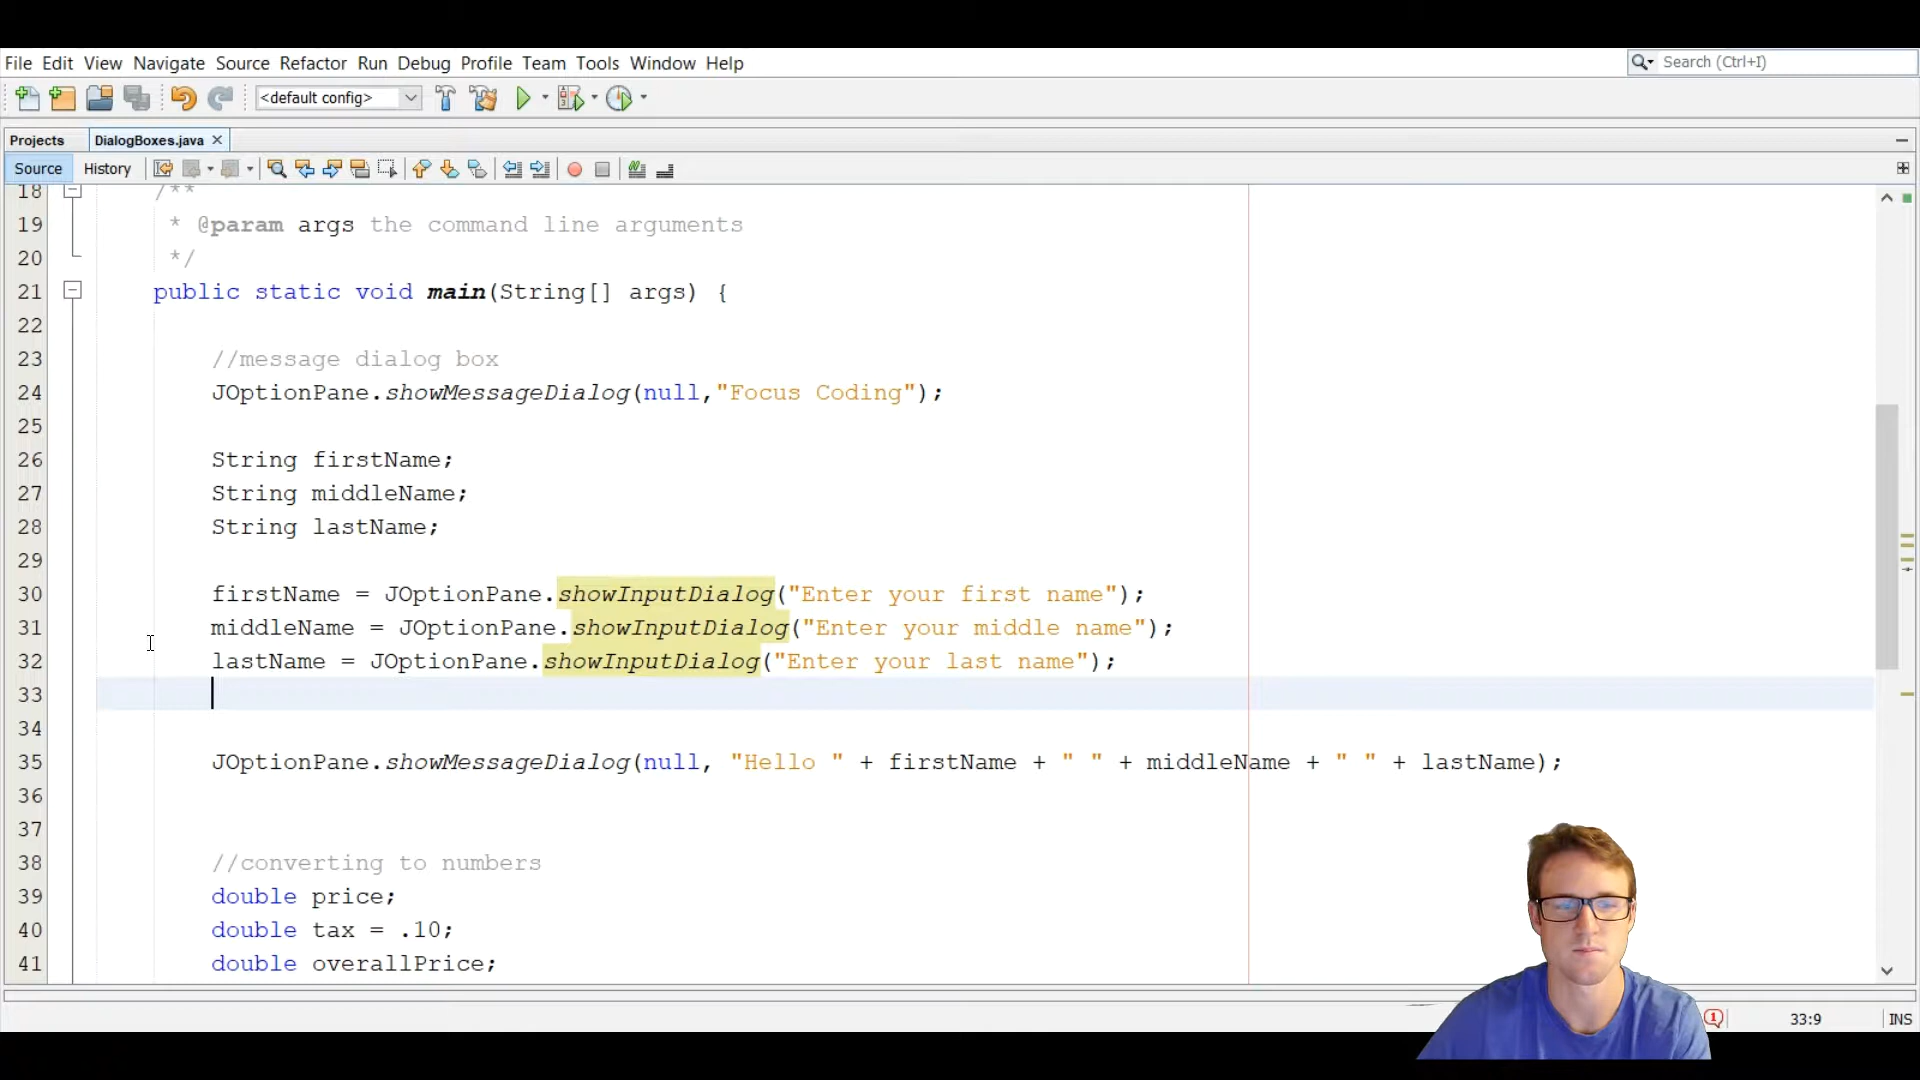 File Edit View Navigate Source Refactor Run Debug Profile Team Tools Window Help
Search (Ctrl+I)
<default config>
Projects DialogBoxes.java
Source History
18 /**
19 * @param args the command line arguments
20 */
21 public static void main(String[] args) {
22
23 //message dialog box
24 JOptionPane.showMessageDialog(null,"Focus Coding");
25
26 String firstName;
27 String middleName;
28 String lastName;
29
30 firstName = JOptionPane.showInputDialog("Enter your first name");
31 middleName = JOptionPane.showInputDialog("Enter your middle name");
32 lastName = JOptionPane.showInputDialog("Enter your last name");
33
34
35 JOptionPane.showMessageDialog(null, "Hello " + firstName + " " + middleName + " " + lastName);
36
37
38 //converting to numbers
39 double price;
40 double tax = .10;
41 double overallPrice;
1 33:9 INS